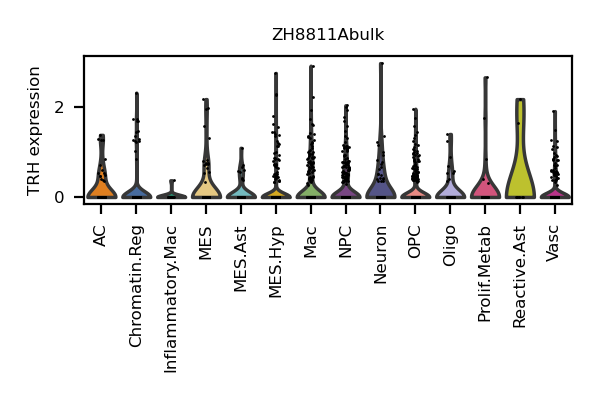 ZH8811Abulk
TRH expression
2
0
AC
Chromatin.Reg
Inflammatory.Mac
MES
MES.Ast
MES.Hyp
Mac
NPC
Neuron
OPC
Oligo
Prolif.Metab
Reactive.Ast
Vasc